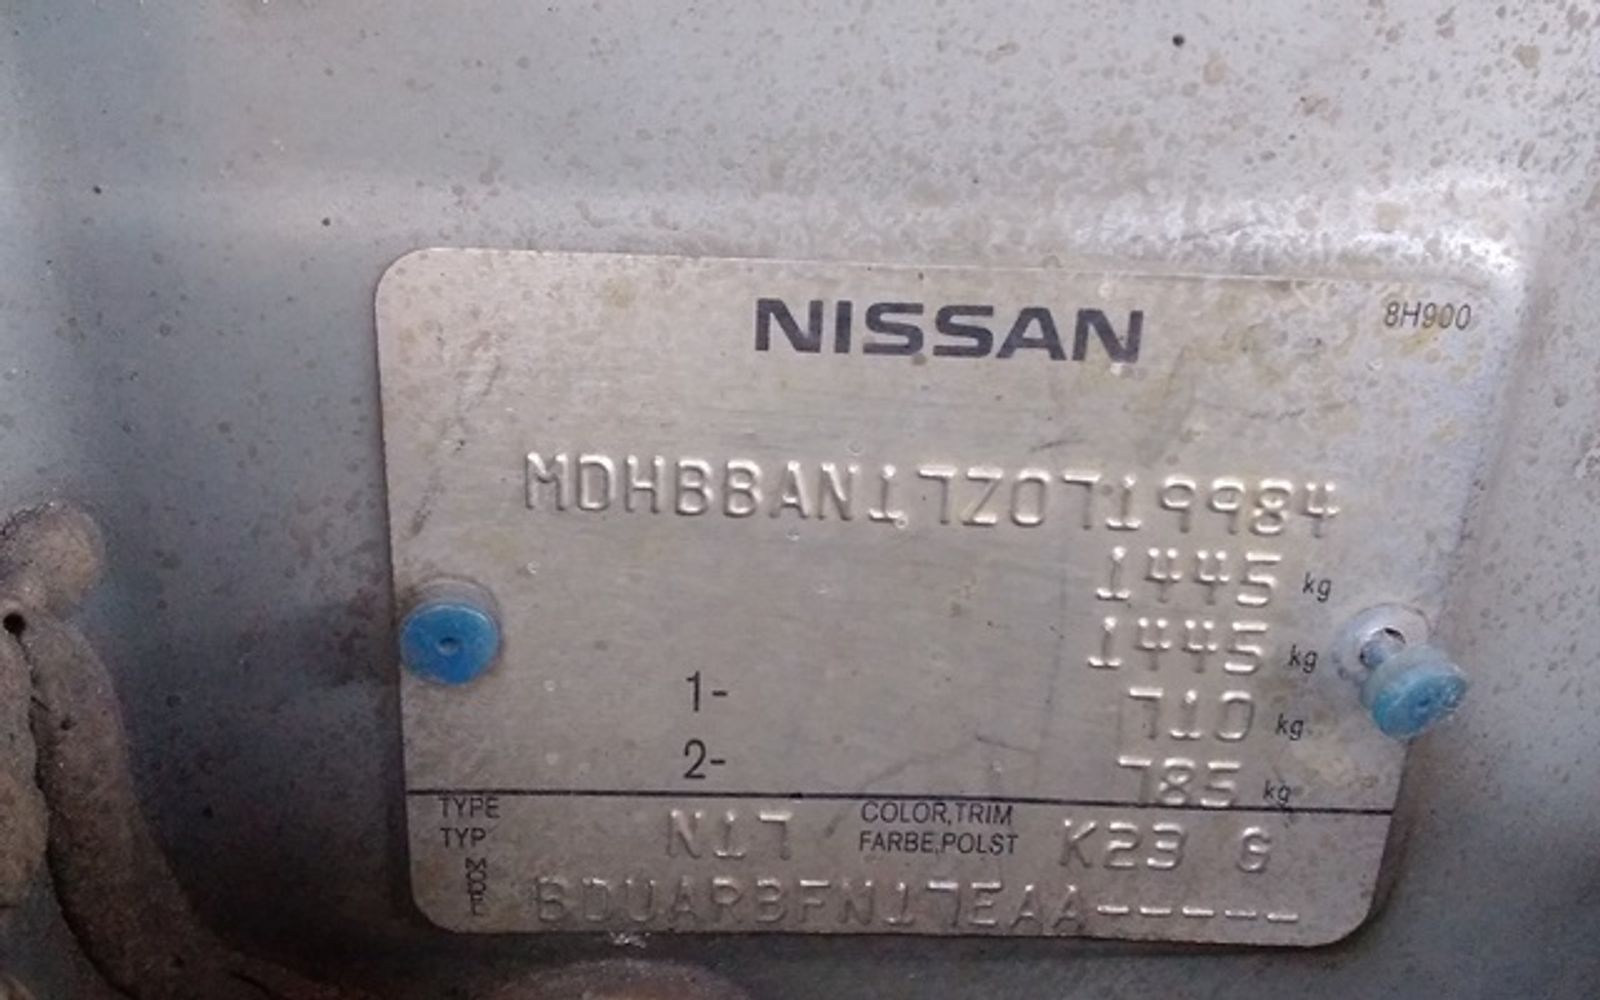 NISSAN
8H900
MDHBBAN17Z0719984
1445 kg
1445 kg
1- 710 kg
2- 785 kg
TYPE
TYP N17 COLOR,TRIM
FARBE,POLST K23 G
BDUARBFN17EAA-----